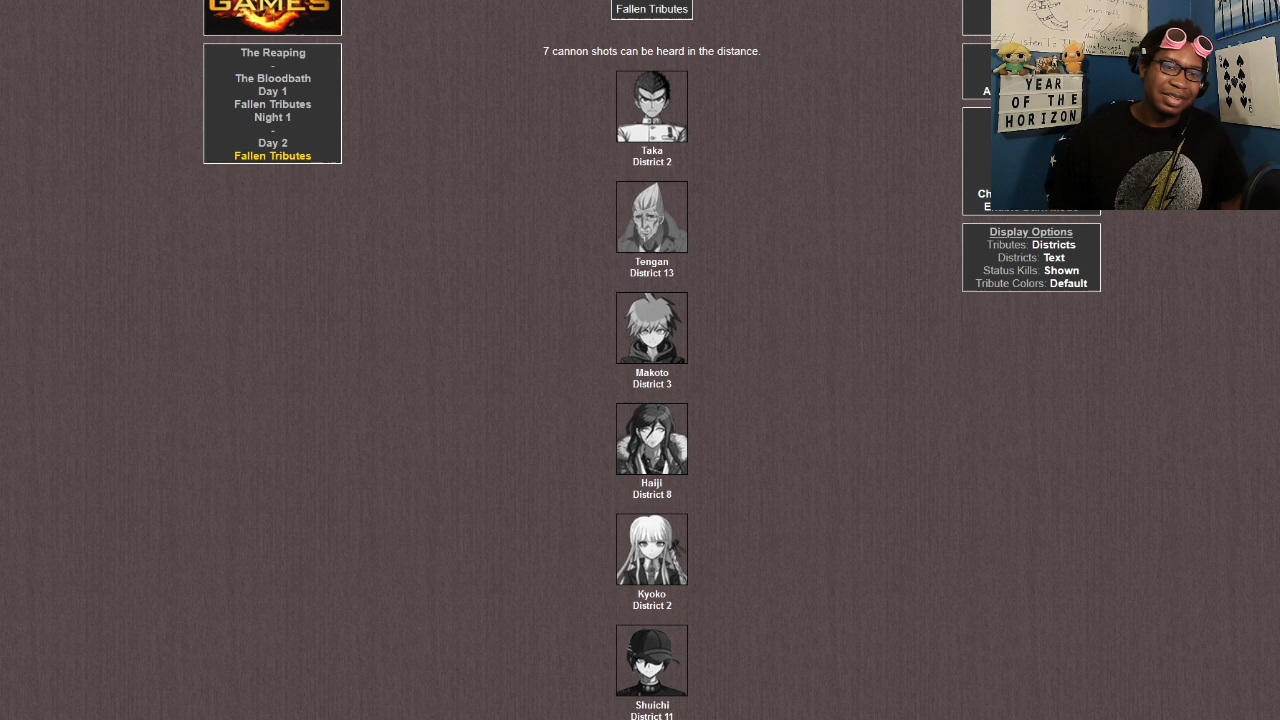 GAMES
The Reaping
-
The Bloodbath
Day 1
Fallen Tributes
Night 1
-
Day 2
Fallen Tributes
Fallen Tributes
7 cannon shots can be heard in the distance.
Taka
District 2
Tengan
District 13
Makoto
District 3
Haiji
District 8
Kyoko
District 2
Shuichi
District 11
A
Ch
Display Options
Tributes: Districts
Districts: Text
Status Kills: Shown
Tribute Colors: Default
YEAR
OF THE
HORIZON